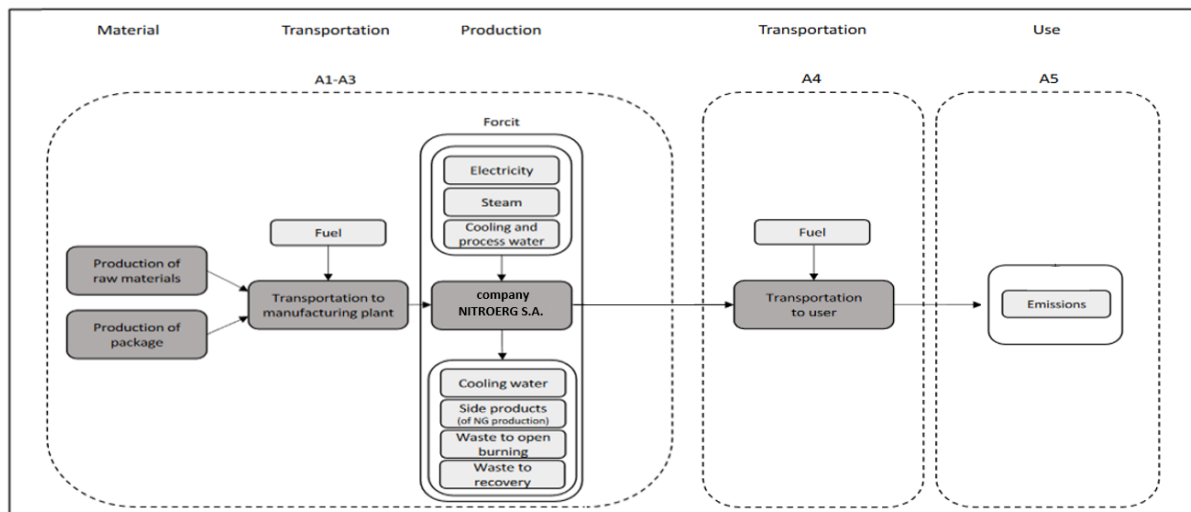 Material
Transportation
Production
Transportation
Use
A1-A3
A4
A5
Forcit
Electricity
Steam
Cooling and
process water
Fuel
Fuel
Production of
raw materials
Production of
package
Transportation to
manufacturing plant
company
NITROERG S.A.
Transportation
to user
Emissions
Cooling water
Side products
(of NG production)
Waste to open
burning
Waste to
recovery